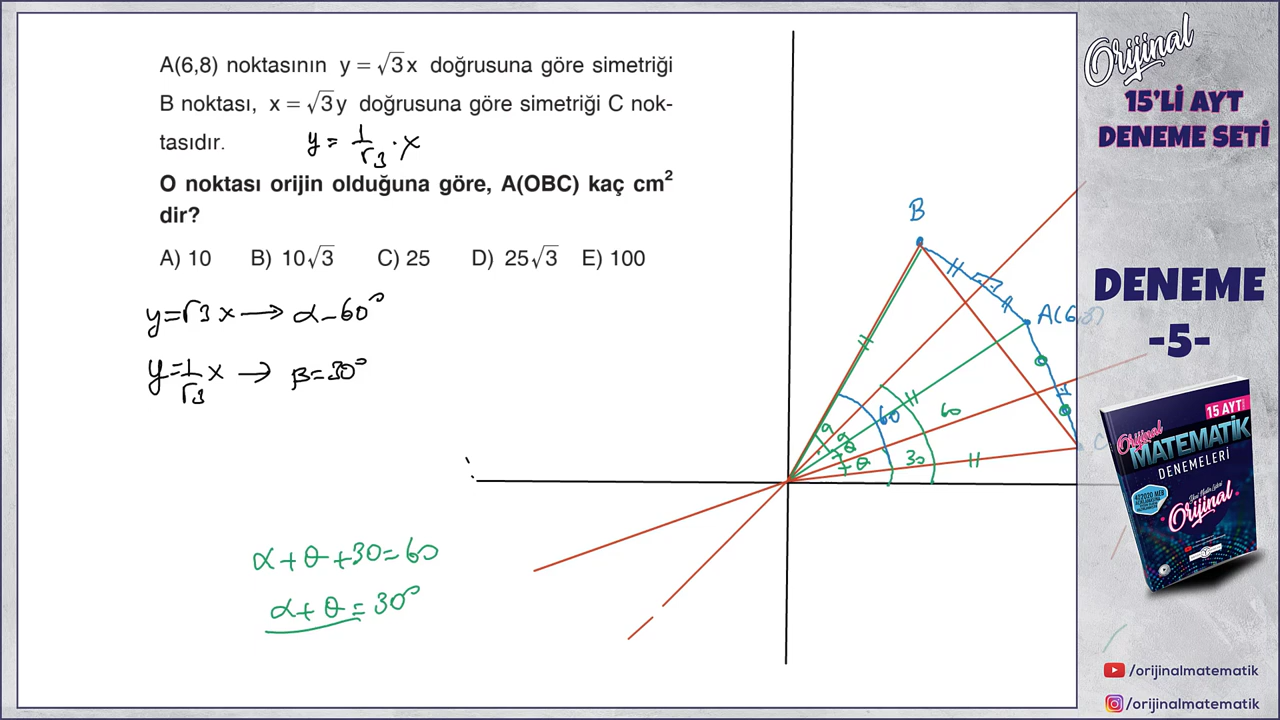 A(6,8) noktasının y = √3x doğrusuna göre simetriği
B noktası, x = √3y doğrusuna göre simetriği C nok-
tasıdır.
y = 1/√3 · x
O noktası orijin olduğuna göre, A(OBC) kaç cm²
dir?
A) 10 B) 10√3 C) 25 D) 25√3 E) 100
y=√3 x → α=60°
y=1/√3 x → β=30°
α+θ+30=60
α+θ=30°
B
A(6,8)
C
60
60
30
θ
θ
Orijinal
15'Lİ AYT
DENEME SETİ
DENEME
-5-
15 AYT
Orijinal
MATEMATİK
DENEMELERİ
Orijinal
/orijinalmatematik
/orijinalmatematik